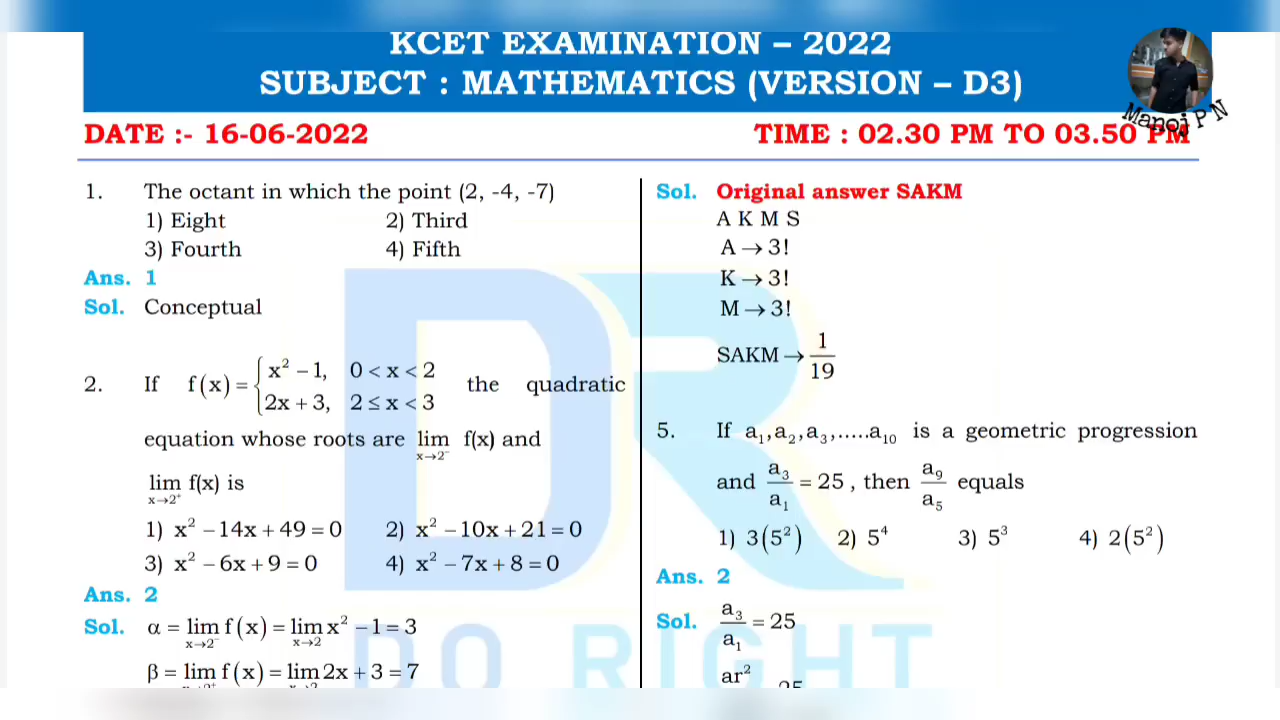 KCET EXAMINATION – 2022
SUBJECT : MATHEMATICS (VERSION – D3)
Manoj P N
DATE :- 16-06-2022 TIME : 02.30 PM TO 03.50 PM
1. The octant in which the point (2, -4, -7)
1) Eight 2) Third
3) Fourth 4) Fifth
Ans. 1
Sol. Conceptual
2. If f(x) = { x² – 1, 0 < x < 2
2x + 3, 2 ≤ x < 3 the quadratic
equation whose roots are lim x→2⁻ f(x) and
lim x→2⁺ f(x) is
1) x² – 14x + 49 = 0 2) x² – 10x + 21 = 0
3) x² – 6x + 9 = 0 4) x² – 7x + 8 = 0
Ans. 2
Sol. α = lim x→2⁻ f(x) = lim x→2 x² – 1 = 3
β = lim f(x) = lim 2x + 3 = 7
Sol. Original answer SAKM
A K M S
A → 3!
K → 3!
M → 3!
SAKM → 1/19
5. If a₁,a₂,a₃,.....a₁₀ is a geometric progression
and a₃/a₁ = 25, then a₉/a₅ equals
1) 3(5²) 2) 5⁴ 3) 5³ 4) 2(5²)
Ans. 2
Sol. a₃/a₁ = 25
ar²
DR
DO RIGHT